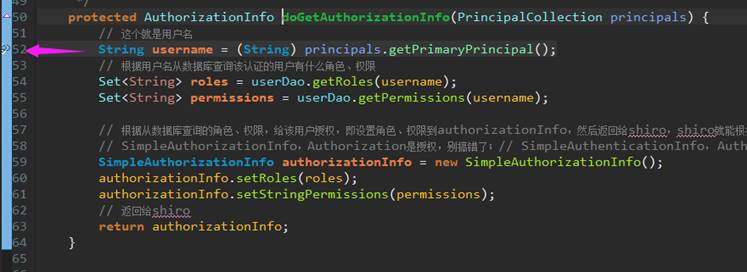 */
50 protected AuthorizationInfo doGetAuthorizationInfo(PrincipalCollection principals) {
51 // 这个就是用户名
52 String username = (String) principals.getPrimaryPrincipal();
53 // 根据用户名从数据库查询该认证的用户有什么角色、权限
54 Set<String> roles = userDao.getRoles(username);
55 Set<String> permissions = userDao.getPermissions(username);
56
57 // 根据从数据库查询的角色、权限，给该用户授权，即设置角色、权限到authorizationInfo，然后返回给shiro，shiro就能根
58 // SimpleAuthorizationInfo，Authorization是授权，别搞错了；// SimpleAuthenticationInfo，Aut
59 SimpleAuthorizationInfo authorizationInfo = new SimpleAuthorizationInfo();
60 authorizationInfo.setRoles(roles);
61 authorizationInfo.setStringPermissions(permissions);
62 // 返回给shiro
63 return authorizationInfo;
64 }
65
66